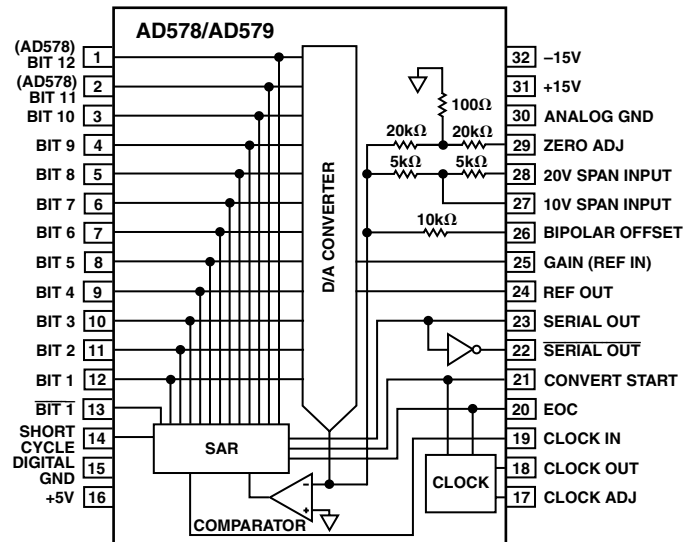 AD578/AD579
(AD578)
BIT 12 1
(AD578)
BIT 11 2
BIT 10 3
BIT 9 4
BIT 8 5
BIT 7 6
BIT 6 7
BIT 5 8
BIT 4 9
BIT 3 10
BIT 2 11
BIT 1 12
BIT 1 13
SHORT
CYCLE 14
DIGITAL
GND 15
+5V 16
D/A CONVERTER
SAR
COMPARATOR
–
+
CLOCK
100Ω
20kΩ 20kΩ
5kΩ 5kΩ
10kΩ
32 –15V
31 +15V
30 ANALOG GND
29 ZERO ADJ
28 20V SPAN INPUT
27 10V SPAN INPUT
26 BIPOLAR OFFSET
25 GAIN (REF IN)
24 REF OUT
23 SERIAL OUT
22 SERIAL OUT
21 CONVERT START
20 EOC
19 CLOCK IN
18 CLOCK OUT
17 CLOCK ADJ